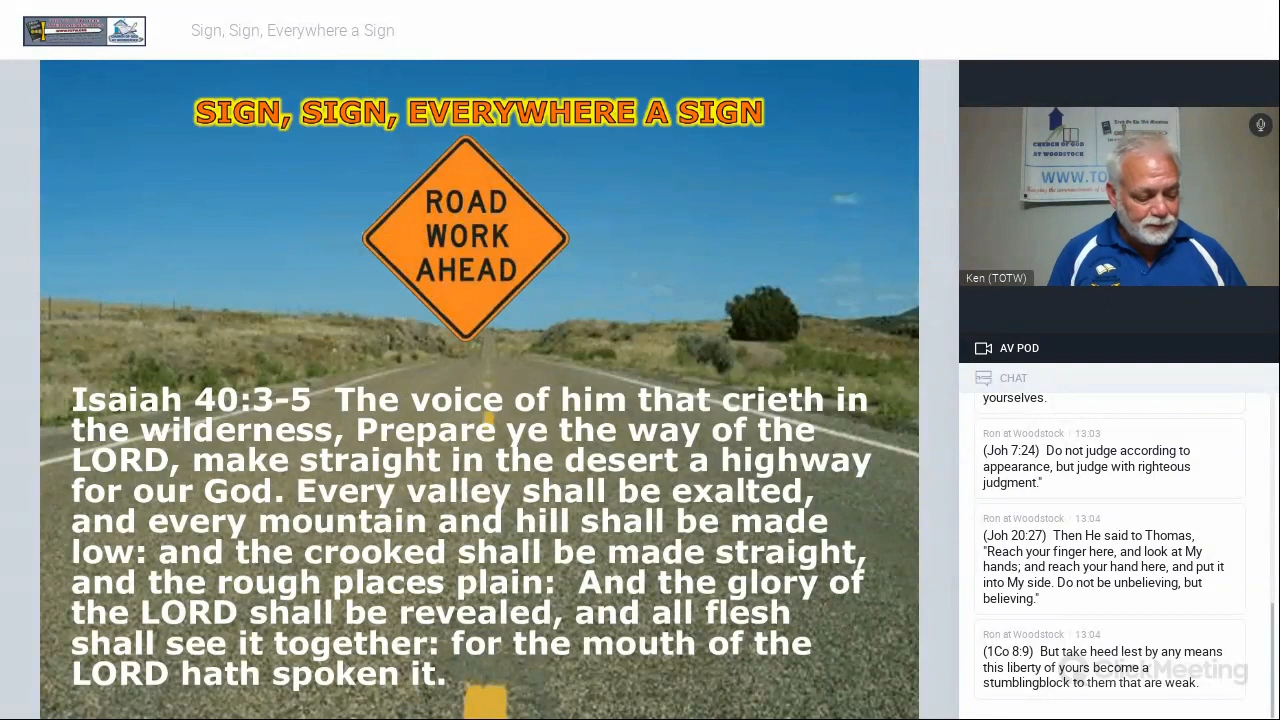 Sign, Sign, Everywhere a Sign
SIGN, SIGN, EVERYWHERE A SIGN
ROAD
WORK
AHEAD
Isaiah 40:3-5  The voice of him that crieth in
the wilderness, Prepare ye the way of the
LORD, make straight in the desert a highway
for our God. Every valley shall be exalted,
and every mountain and hill shall be made
low: and the crooked shall be made straight,
and the rough places plain:  And the glory of
the LORD shall be revealed, and all flesh
shall see it together: for the mouth of the
LORD hath spoken it.
CHURCH OF GOD
AT WOODSTOCK
WWW.TO
Ken (TOTW)
AV POD
CHAT
yourselves.
Ron at Woodstock 13:03
(Joh 7:24)  Do not judge according to
appearance, but judge with righteous
judgment."
Ron at Woodstock 13:04
(Joh 20:27)  Then He said to Thomas,
"Reach your finger here, and look at My
hands; and reach your hand here, and put it
into My side. Do not be unbelieving, but
believing."
Ron at Woodstock 13:04
(1Co 8:9)  But take heed lest by any means
this liberty of yours become a
stumblingblock to them that are weak.
ClickMeeting